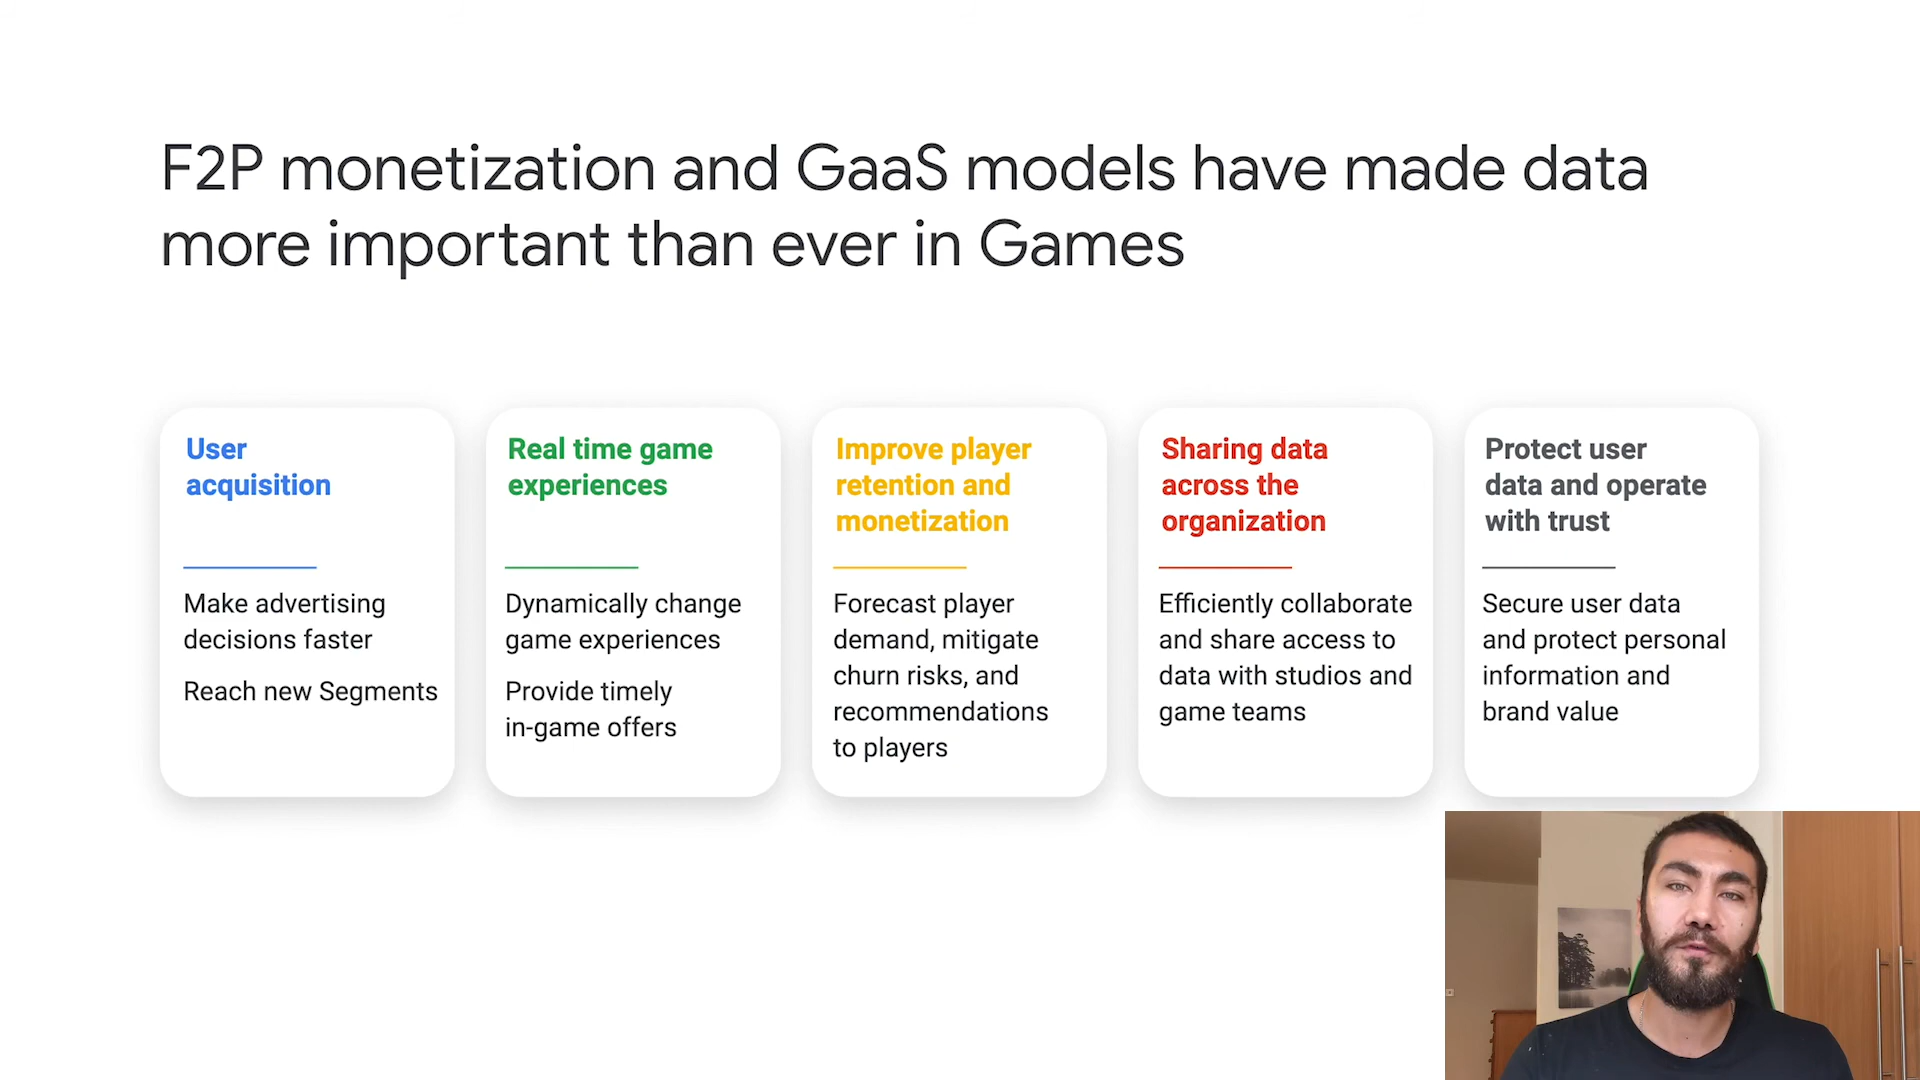 F2P monetization and GaaS models have made data
more important than ever in Games
User
acquisition
Make advertising
decisions faster
Reach new Segments
Real time game
experiences
Dynamically change
game experiences
Provide timely
in-game offers
Improve player
retention and
monetization
Forecast player
demand, mitigate
churn risks, and
recommendations
to players
Sharing data
across the
organization
Efficiently collaborate
and share access to
data with studios and
game teams
Protect user
data and operate
with trust
Secure user data
and protect personal
information and
brand value